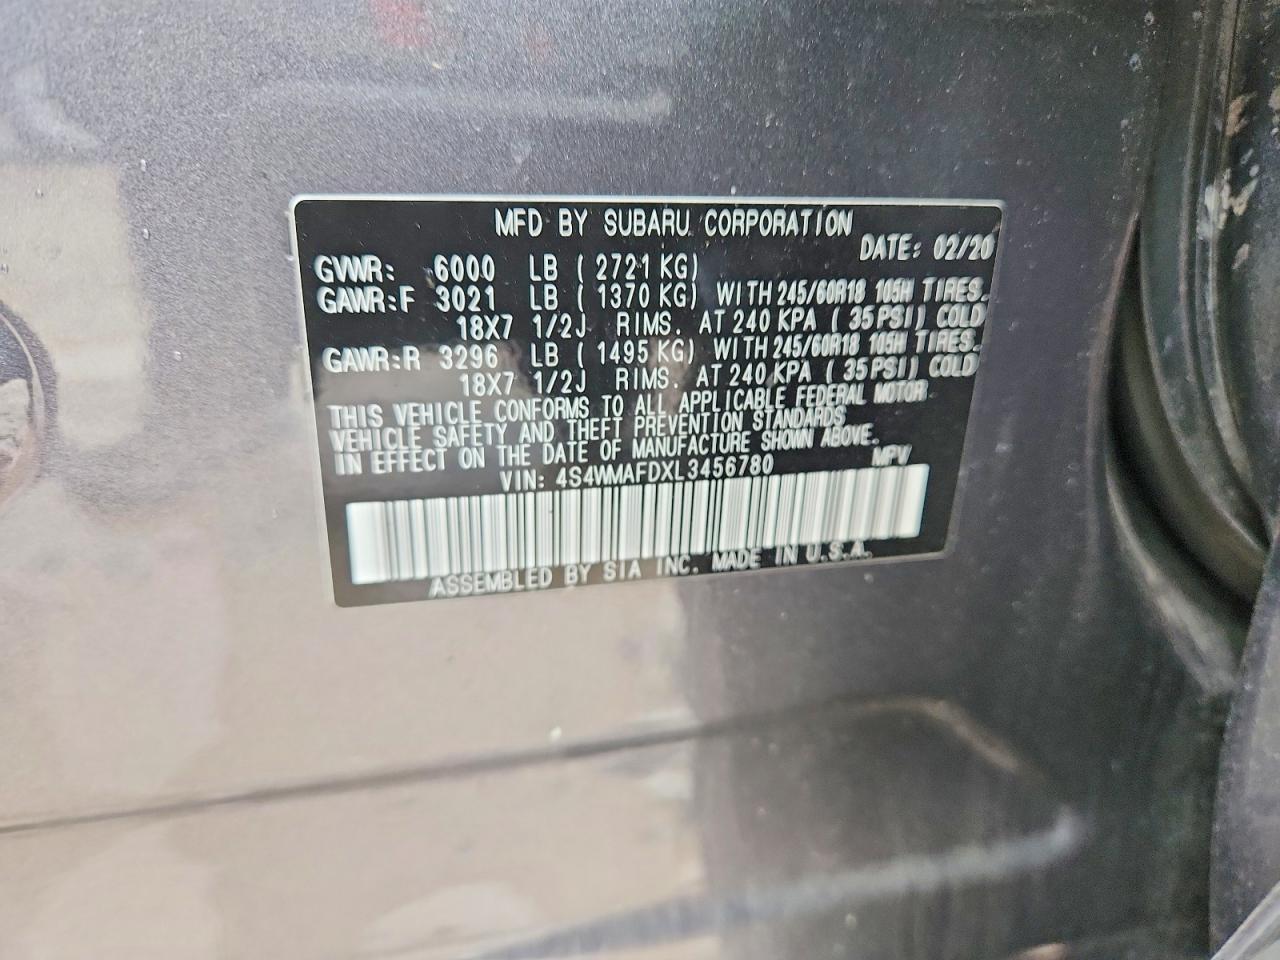 MFD BY SUBARU CORPORATION
DATE: 02/20
GVWR: 6000 LB (2721 KG)
GAWR:F 3021 LB (1370 KG) WITH 245/60R18 105H TIRES.
18X7 1/2J RIMS. AT 240 KPA (35 PSI) COLD
GAWR:R 3296 LB (1495 KG) WITH 245/60R18 105H TIRES.
18X7 1/2J RIMS. AT 240 KPA (35 PSI) COLD
THIS VEHICLE CONFORMS TO ALL APPLICABLE FEDERAL MOTOR
VEHICLE SAFETY AND THEFT PREVENTION STANDARDS
IN EFFECT ON THE DATE OF MANUFACTURE SHOWN ABOVE.
VIN: 4S4WMAFDXL3456780 MPV
ASSEMBLED BY SIA INC. MADE IN U.S.A.